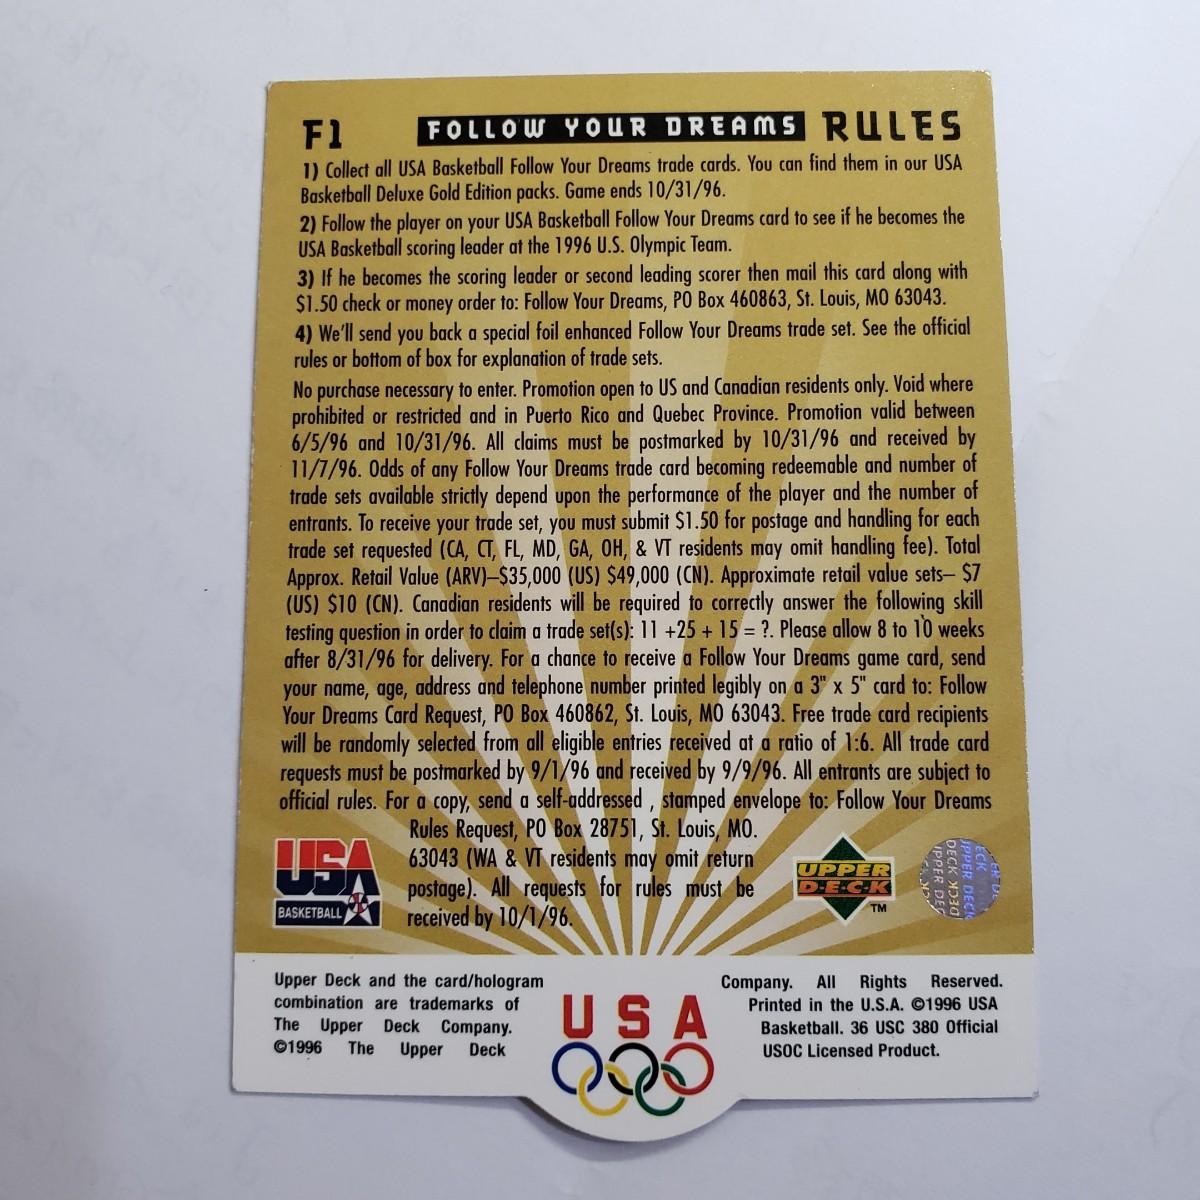 F1 FOLLOW YOUR DREAMS RULES
1) Collect all USA Basketball Follow Your Dreams trade cards. You can find them in our USA
Basketball Deluxe Gold Edition packs. Game ends 10/31/96.
2) Follow the player on your USA Basketball Follow Your Dreams card to see if he becomes the
USA Basketball scoring leader at the 1996 U.S. Olympic Team.
3) If he becomes the scoring leader or second leading scorer then mail this card along with
$1.50 check or money order to: Follow Your Dreams, PO Box 460863, St. Louis, MO 63043.
4) We'll send you back a special foil enhanced Follow Your Dreams trade set. See the official
rules or bottom of box for explanation of trade sets.
No purchase necessary to enter. Promotion open to US and Canadian residents only. Void where
prohibited or restricted and in Puerto Rico and Quebec Province. Promotion valid between
6/5/96 and 10/31/96. All claims must be postmarked by 10/31/96 and received by
11/7/96. Odds of any Follow Your Dreams trade card becoming redeemable and number of
trade sets available strictly depend upon the performance of the player and the number of
entrants. To receive your trade set, you must submit $1.50 for postage and handling for each
trade set requested (CA, CT, FL, MD, GA, OH, & VT residents may omit handling fee). Total
Approx. Retail Value (ARV)–$35,000 (US) $49,000 (CN). Approximate retail value sets– $7
(US) $10 (CN). Canadian residents will be required to correctly answer the following skill
testing question in order to claim a trade set(s): 11 +25 + 15 = ?. Please allow 8 to 10 weeks
after 8/31/96 for delivery. For a chance to receive a Follow Your Dreams game card, send
your name, age, address and telephone number printed legibly on a 3" x 5" card to: Follow
Your Dreams Card Request, PO Box 460862, St. Louis, MO 63043. Free trade card recipients
will be randomly selected from all eligible entries received at a ratio of 1:6. All trade card
requests must be postmarked by 9/1/96 and received by 9/9/96. All entrants are subject to
official rules. For a copy, send a self-addressed , stamped envelope to: Follow Your Dreams
Rules Request, PO Box 28751, St. Louis, MO.
63043 (WA & VT residents may omit return
postage). All requests for rules must be
received by 10/1/96.
USA
BASKETBALL
UPPER
D·E·C·K
TM
UPPER DECK
DECK
UPPER DEC
Upper Deck and the card/hologram
combination are trademarks of
The Upper Deck Company.
©1996 The Upper Deck
USA
Company. All Rights Reserved.
Printed in the U.S.A. ©1996 USA
Basketball. 36 USC 380 Official
USOC Licensed Product.